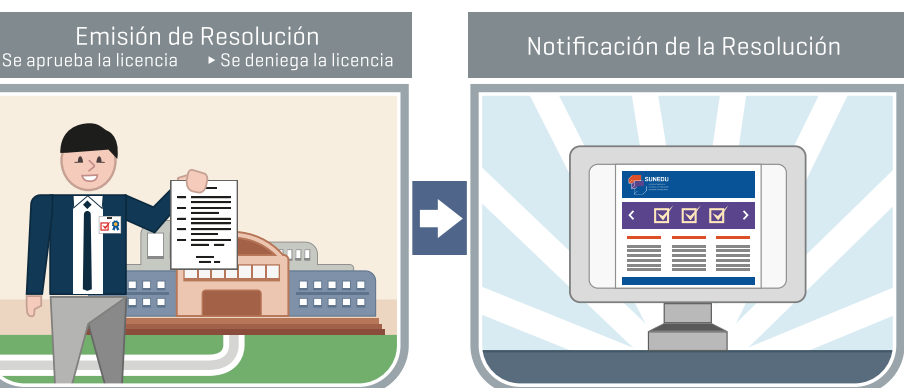 Emisión de Resolución
Se aprueba la licencia ▸ Se deniega la licencia
Notificación de la Resolución
SUNEDU